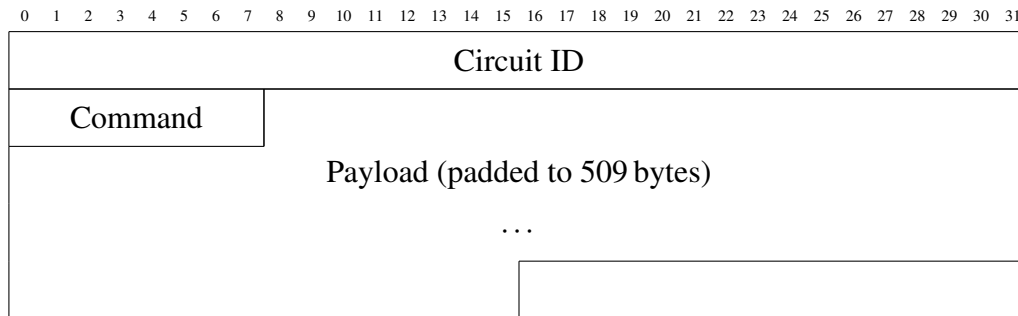 0 1 2 3 4 5 6 7 8 9 10 11 12 13 14 15 16 17 18 19 20 21 22 23 24 25 26 27 28 29 30 31
Circuit ID
Command
Payload (padded to 509 bytes)
...